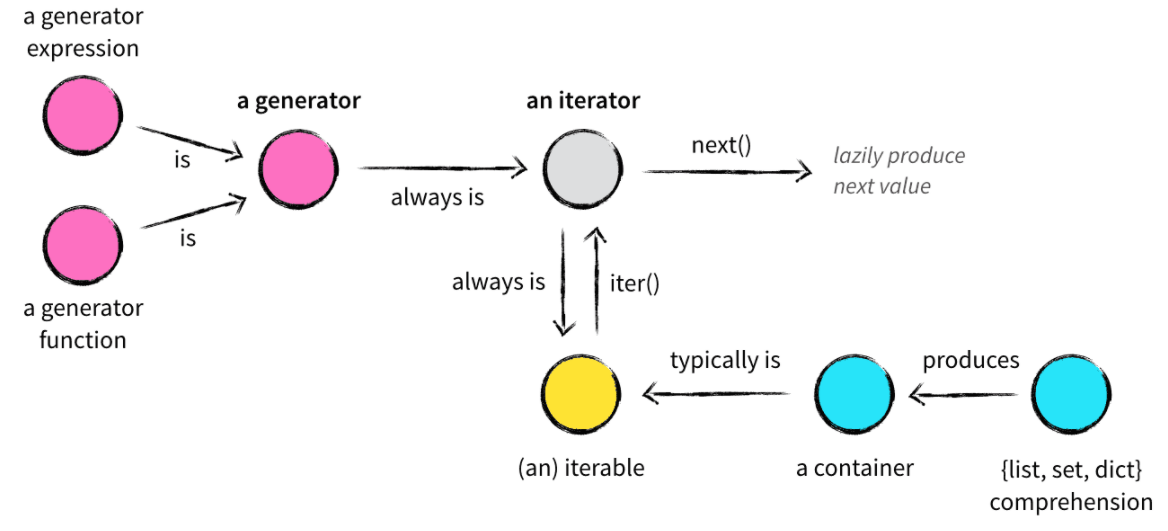 a generator
expression
a generator
an iterator
is
next()
lazily produce
next value
always is
is
a generator
function
always is
iter()
typically is
produces
(an) iterable
a container
{list, set, dict}
comprehension